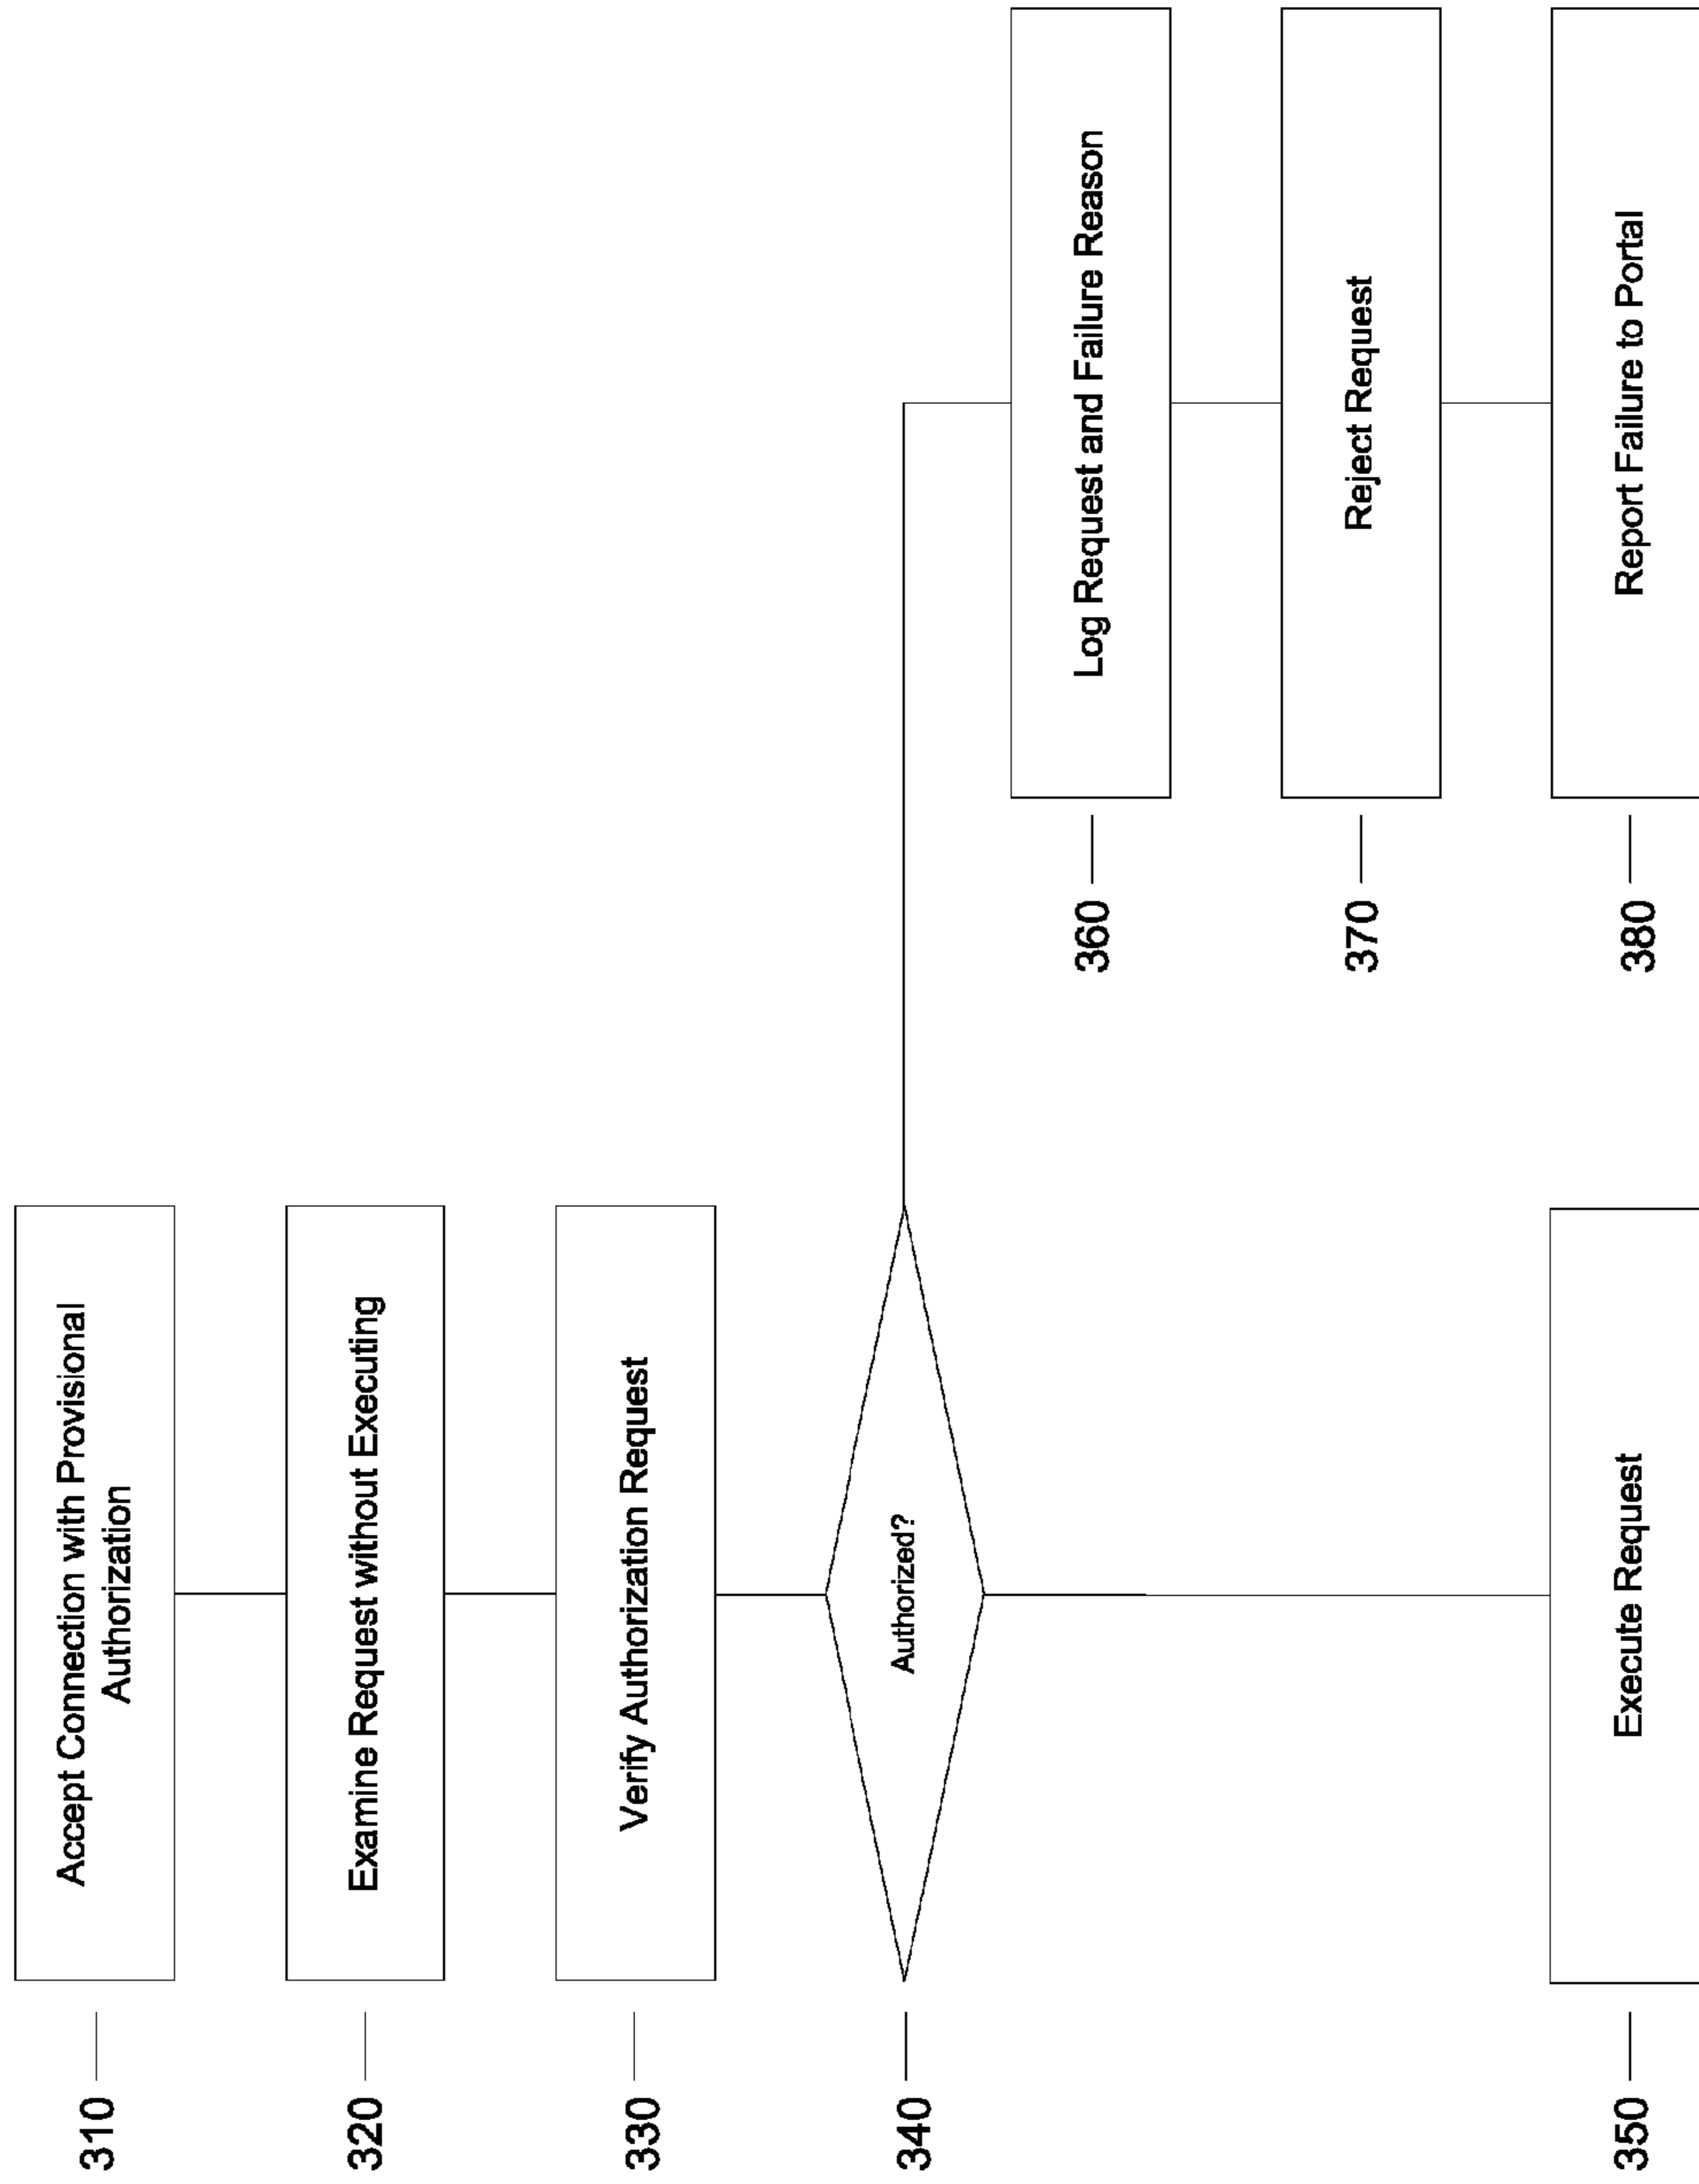 310
Accept Connection with Provisional
Authorization
320
Examine Request without Executing
330
Verify Authorization Request
340
Authorized?
350
Execute Request
360
Log Request and Failure Reason
370
Reject Request
380
Report Failure to Portal